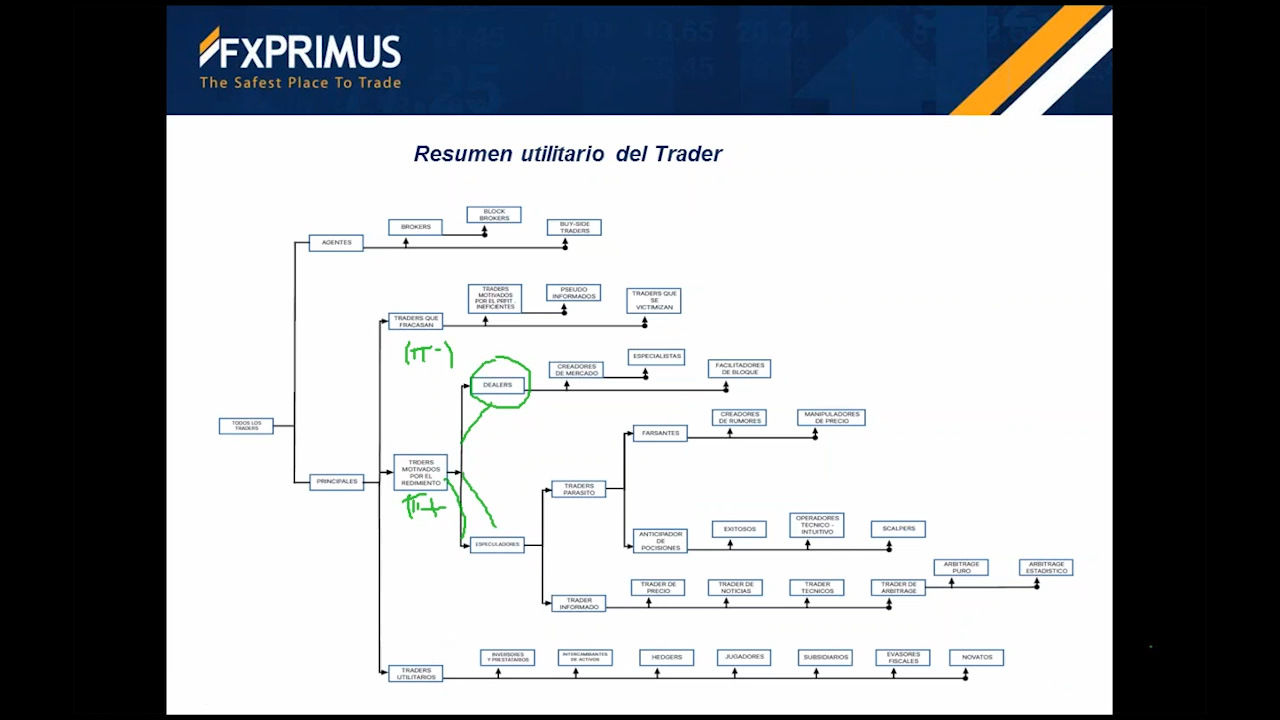 FXPRIMUS
The Safest Place To Trade
Resumen utilitario del Trader
BLOCK
BROKERS
BROKERS
BUY-SIDE
TRADERS
AGENTES
TRADERS
MOTIVADOS
POR EL PRFIT -
INEFICIENTES
PSEUDO
INFORMADOS
TRADERS QUE
SE
VICTIMIZAN
TRADERS QUE
FRACASAN
(π-)
DEALERS
CREADORES
DE MERCADO
ESPECIALISTAS
FACILITADORES
DE BLOQUE
TODOS LOS
TRADERS
FARSANTES
CREADORES
DE RUMORES
MANIPULADORES
DE PRECIO
PRINCIPALES
TRDERS
MOTIVADOS
POR EL
REDIMIENTO
π+
TRADERS
PARASITO
ESPECULADORES
ANTICIPADOR
DE
POCISIONES
EXITOSOS
OPERADORES
TECNICO -
INTUITIVO
SCALPERS
TRADER
INFORMADO
TRADER DE
PRECIO
TRADER DE
NOTICIAS
TRADER
TECNICOS
TRADER DE
ARBITRAGE
ARBITRAGE
PURO
ARBITRAGE
ESTADISTICO
TRADERS
UTILITARIOS
INVERSORES
Y PRESTATARIOS
INTERCAMBIANTES
DE ACTIVOS
HEDGERS
JUGADORES
SUBSIDIARIOS
EVASORES
FISCALES
NOVATOS